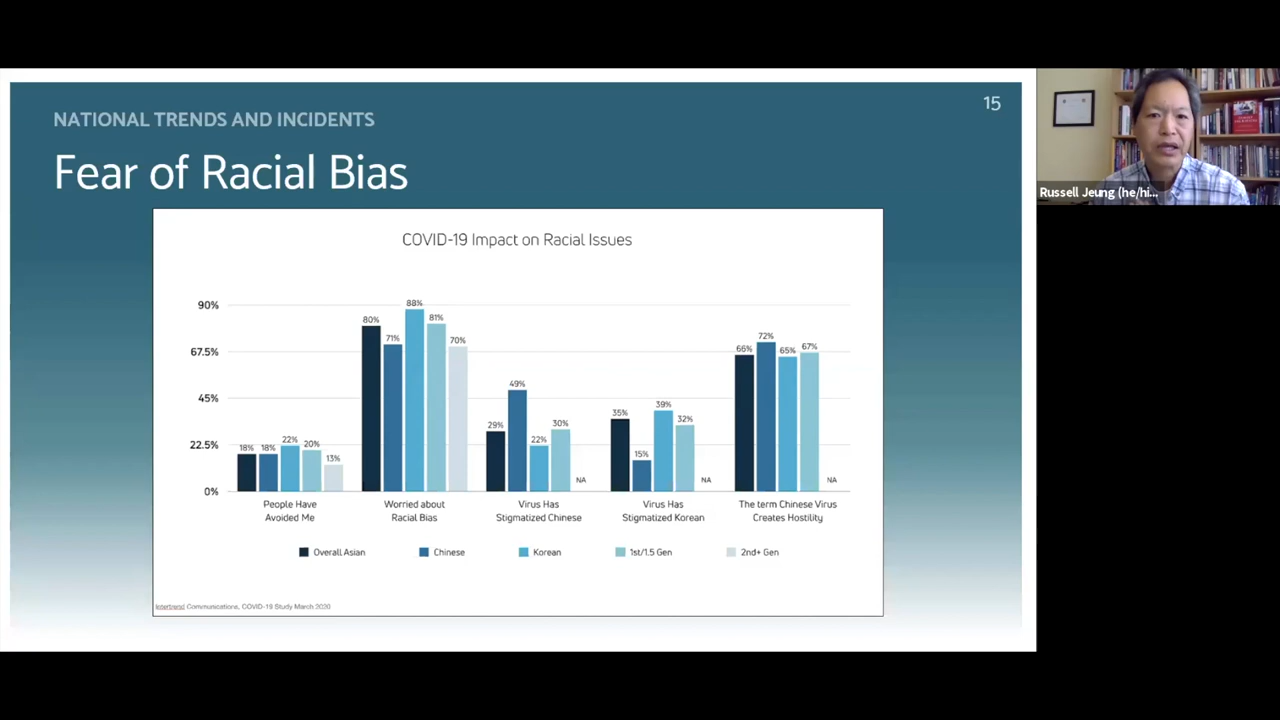 NATIONAL TRENDS AND INCIDENTS
15
Fear of Racial Bias
Russell Jeung (he/hi...
COVID-19 Impact on Racial Issues
90%
67.5%
45%
22.5%
0%
18% 18% 22% 20% 13%
80% 71% 88% 81% 70%
29% 49% 22% 30% NA
35% 15% 39% 32% NA
66% 72% 65% 67% NA
People Have
Avoided Me
Worried about
Racial Bias
Virus Has
Stigmatized Chinese
Virus Has
Stigmatized Korean
The term Chinese Virus
Creates Hostility
Overall Asian
Chinese
Korean
1st/1.5 Gen
2nd+ Gen
Intertrend Communications, COVID-19 Study March 2020